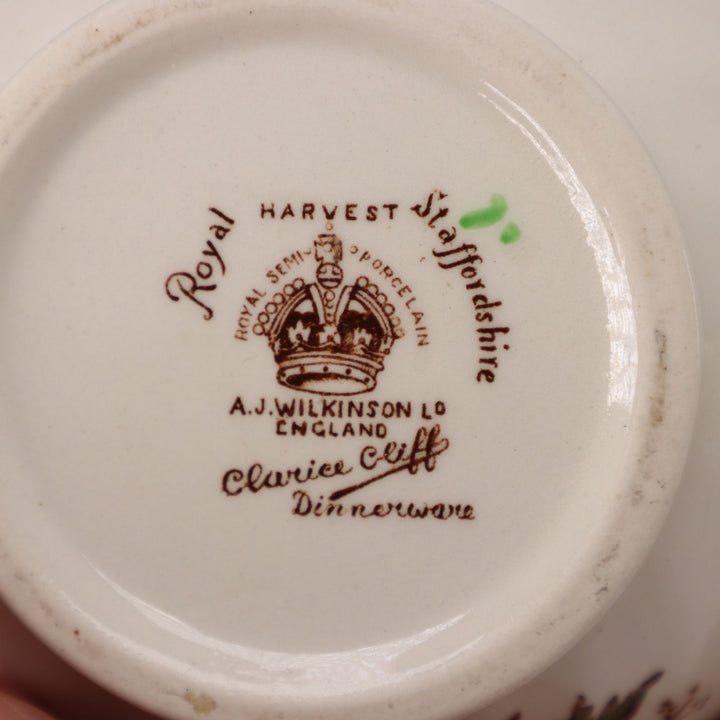 HARVEST
Royal Staffordshire
ROYAL SEMI-PORCELAIN
A.J. WILKINSON LD
ENGLAND
Clarice Cliff
Dinnerware